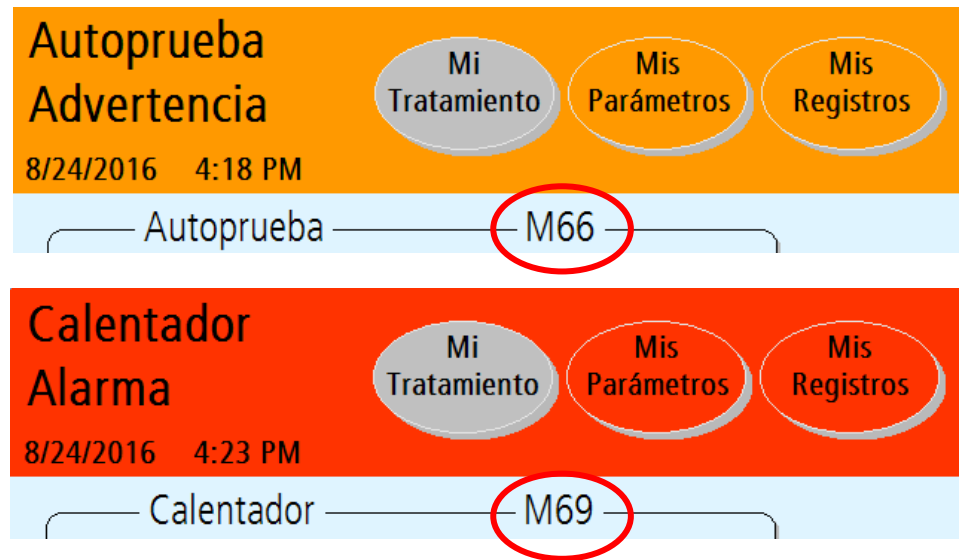 Autoprueba
Advertencia
8/24/2016 4:18 PM
Mi
Tratamiento
Mis
Parámetros
Mis
Registros
Autoprueba M66
Calentador
Alarma
8/24/2016 4:23 PM
Mi
Tratamiento
Mis
Parámetros
Mis
Registros
Calentador M69